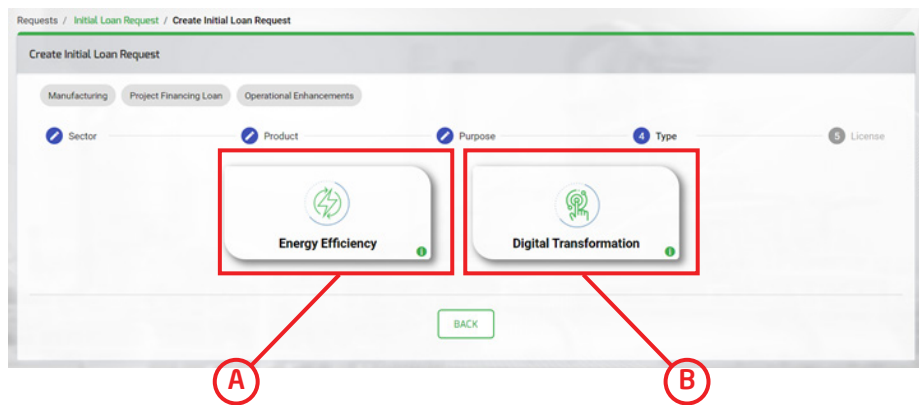 Requests / Initial Loan Request / Create Initial Loan Request
Create Initial Loan Request
Manufacturing Project Financing Loan Operational Enhancements
Sector Product Purpose 4 Type 5 License
Energy Efficiency Digital Transformation
BACK
A B